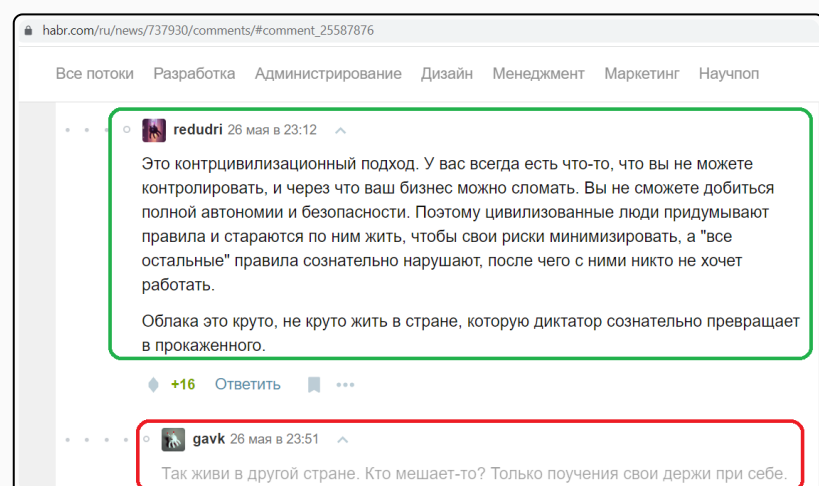 habr.com/ru/news/737930/comments/#comment_25587876
Все потоки Разработка Администрирование Дизайн Менеджмент Маркетинг Научпоп
redudri 26 мая в 23:12
Это контрцивилизационный подход. У вас всегда есть что-то, что вы не можете
контролировать, и через что ваш бизнес можно сломать. Вы не сможете добиться
полной автономии и безопасности. Поэтому цивилизованные люди придумывают
правила и стараются по ним жить, чтобы свои риски минимизировать, а "все
остальные" правила сознательно нарушают, после чего с ними никто не хочет
работать.
Облака это круто, не круто жить в стране, которую диктатор сознательно превращает
в прокаженного.
+16 Ответить
gavk 26 мая в 23:51
Так живи в другой стране. Кто мешает-то? Только поучения свои держи при себе.